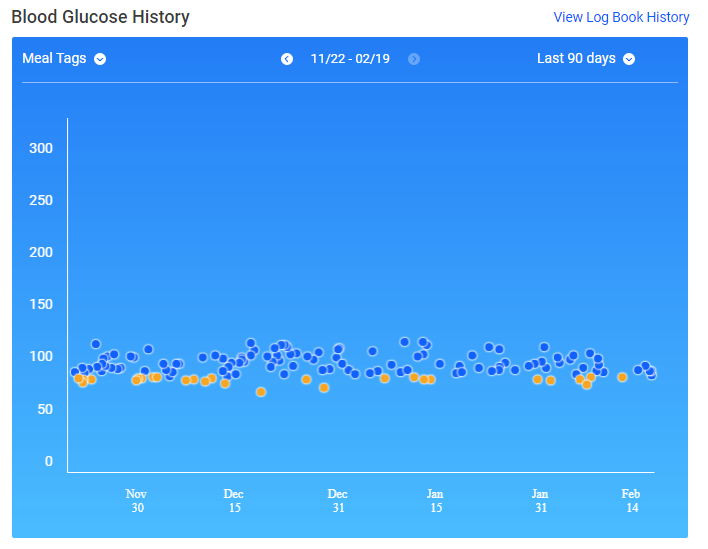 Blood Glucose History
View Log Book History
Meal Tags
11/22 - 02/19
Last 90 days
300
250
200
150
100
50
0
Nov
30
Dec
15
Dec
31
Jan
15
Jan
31
Feb
14